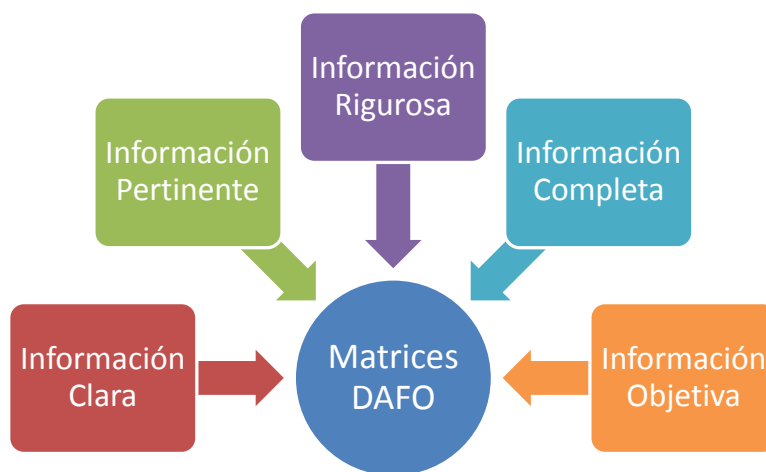 Información
Rigurosa
Información
Pertinente
Información
Completa
Información
Clara
Matrices
DAFO
Información
Objetiva